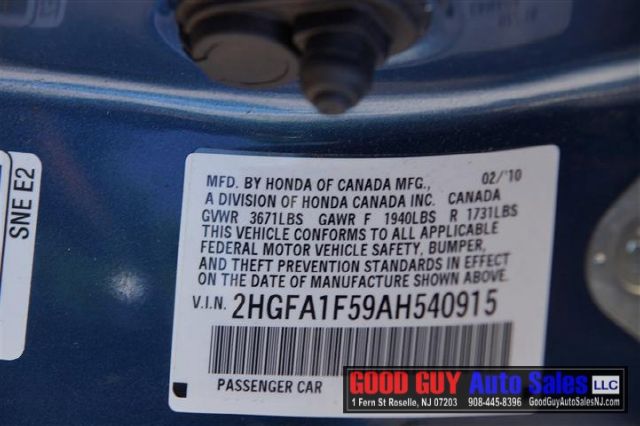 SNE E2
MFD. BY HONDA OF CANADA MFG., 02/'10
A DIVISION OF HONDA CANADA INC. CANADA
GVWR 3671LBS GAWR F 1940LBS R 1731LBS
THIS VEHICLE CONFORMS TO ALL APPLICABLE
FEDERAL MOTOR VEHICLE SAFETY, BUMPER,
AND THEFT PREVENTION STANDARDS IN EFFECT
ON THE DATE OF MANUFACTURE SHOWN ABOVE.
V.I.N. 2HGFA1F59AH540915
PASSENGER CAR
GOOD GUY Auto Sales LLC
1 Fern St Roselle, NJ 07203 908-445-8396 GoodGuyAutoSalesNJ.com